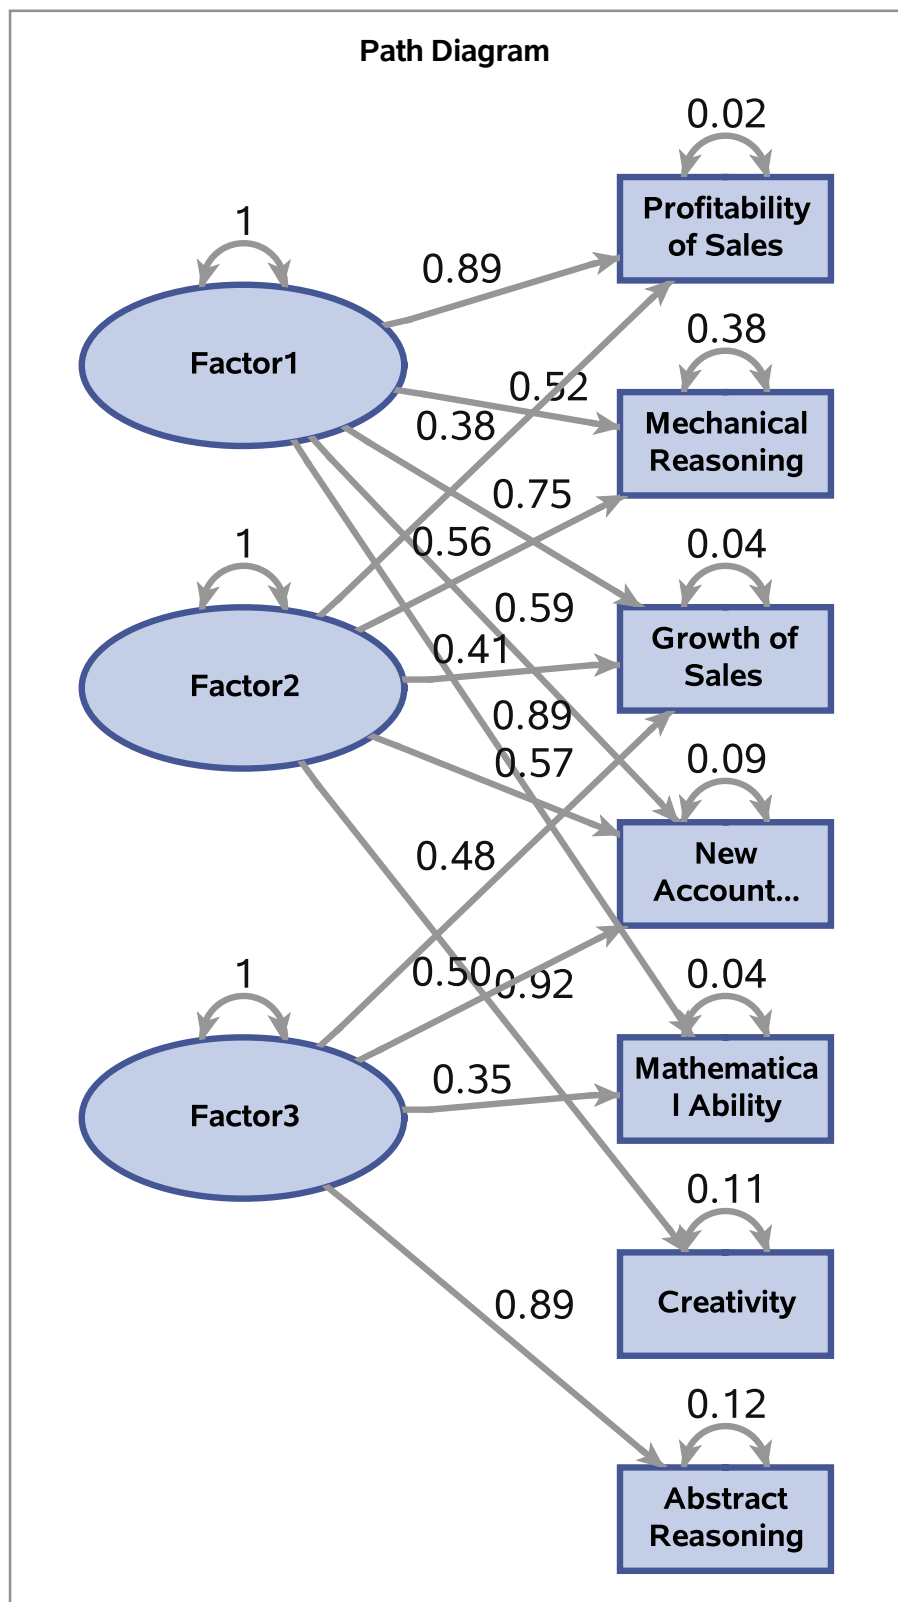 Path Diagram
0.02
Profitability
of Sales
1
0.89
Factor1
0.38
0.52
0.38
Mechanical
Reasoning
0.75
1
0.56
0.04
0.59
Growth of
Sales
0.41
Factor2
0.89
0.57
0.09
0.48
New
Account...
1
0.50
0.92
0.04
0.35
Mathematica
l Ability
Factor3
0.11
Creativity
0.89
0.12
Abstract
Reasoning